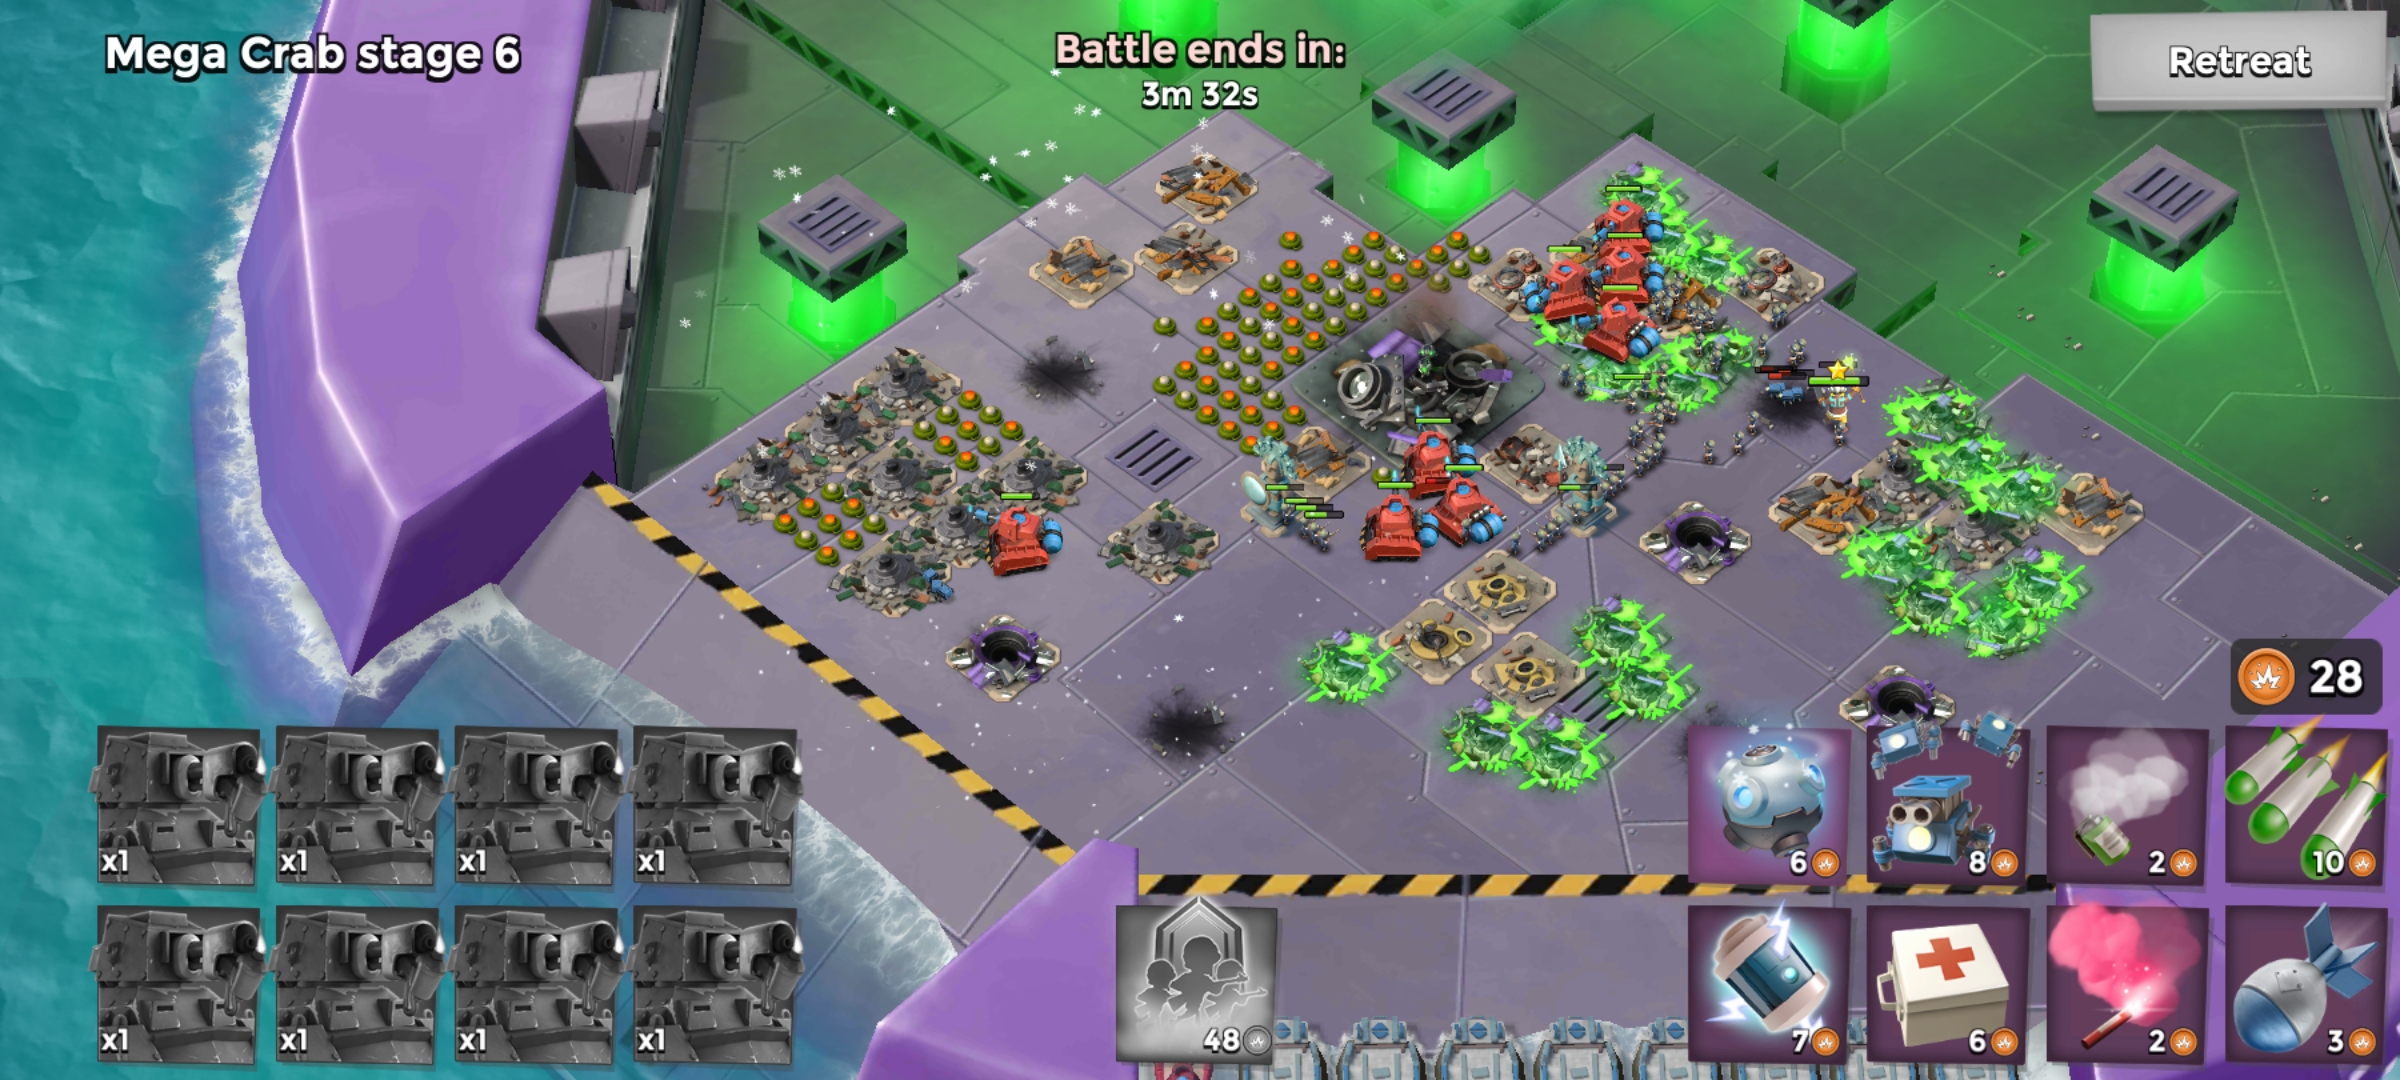 Mega Crab stage 6
Battle ends in:
3m 32s
Retreat
28
x1
x1
x1
x1
6
8
2
10
x1
x1
x1
x1
48
7
6
2
3